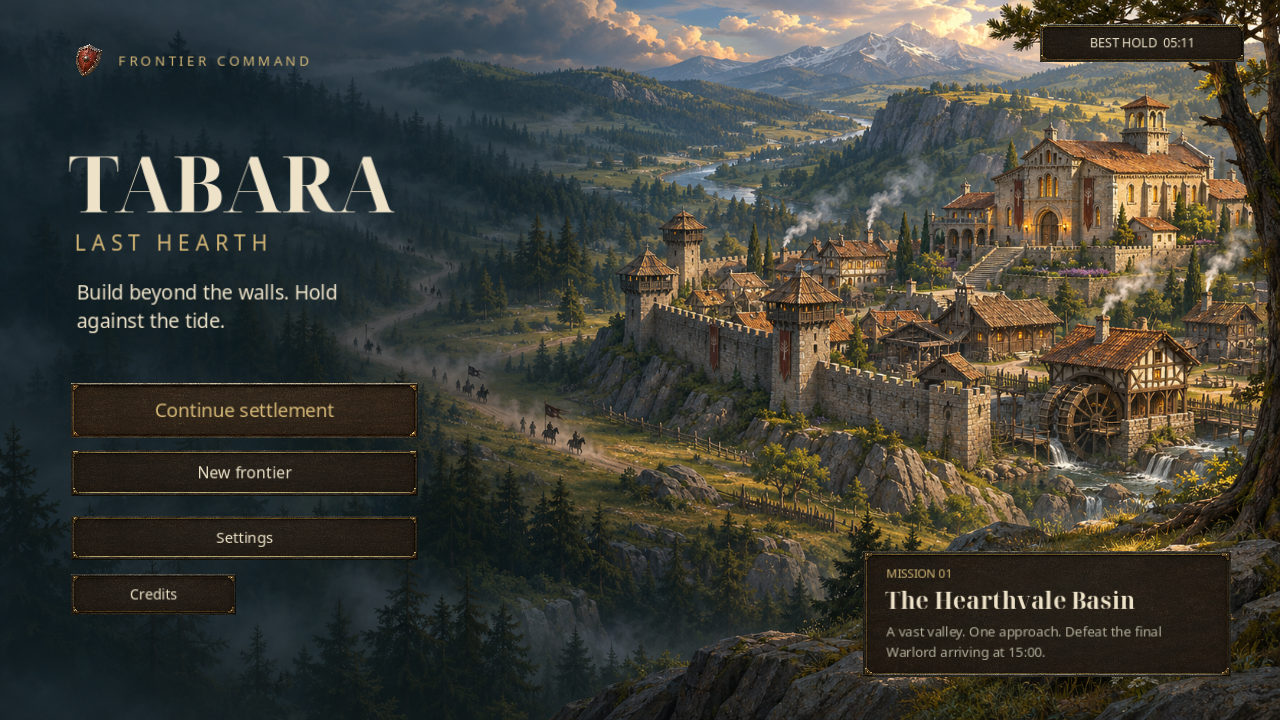 FRONTIER COMMAND
BEST HOLD 05:11
TABARA
LAST HEARTH
Build beyond the walls. Hold
against the tide.
Continue settlement
New frontier
Settings
Credits
MISSION 01
The Hearthvale Basin
A vast valley. One approach. Defeat the final
Warlord arriving at 15:00.